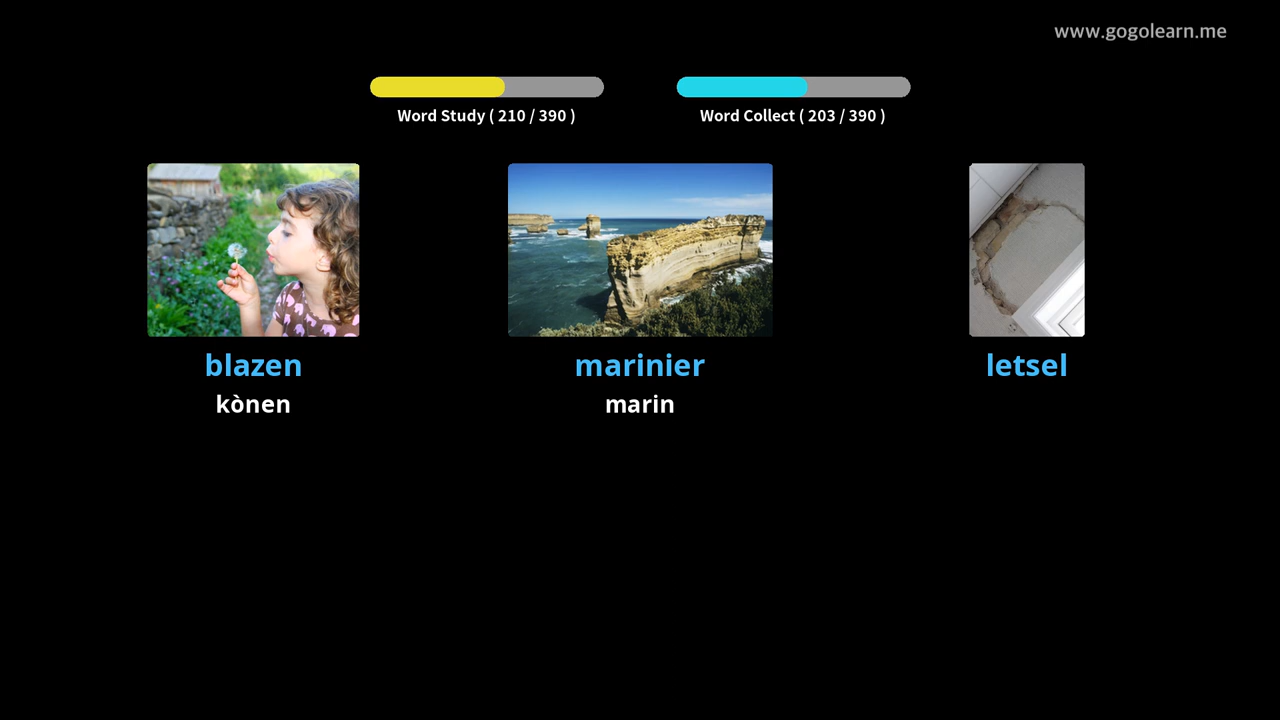 www.gogolearn.me
Word Study ( 210 / 390 )
Word Collect ( 203 / 390 )
blazen
kònen
marinier
marin
letsel